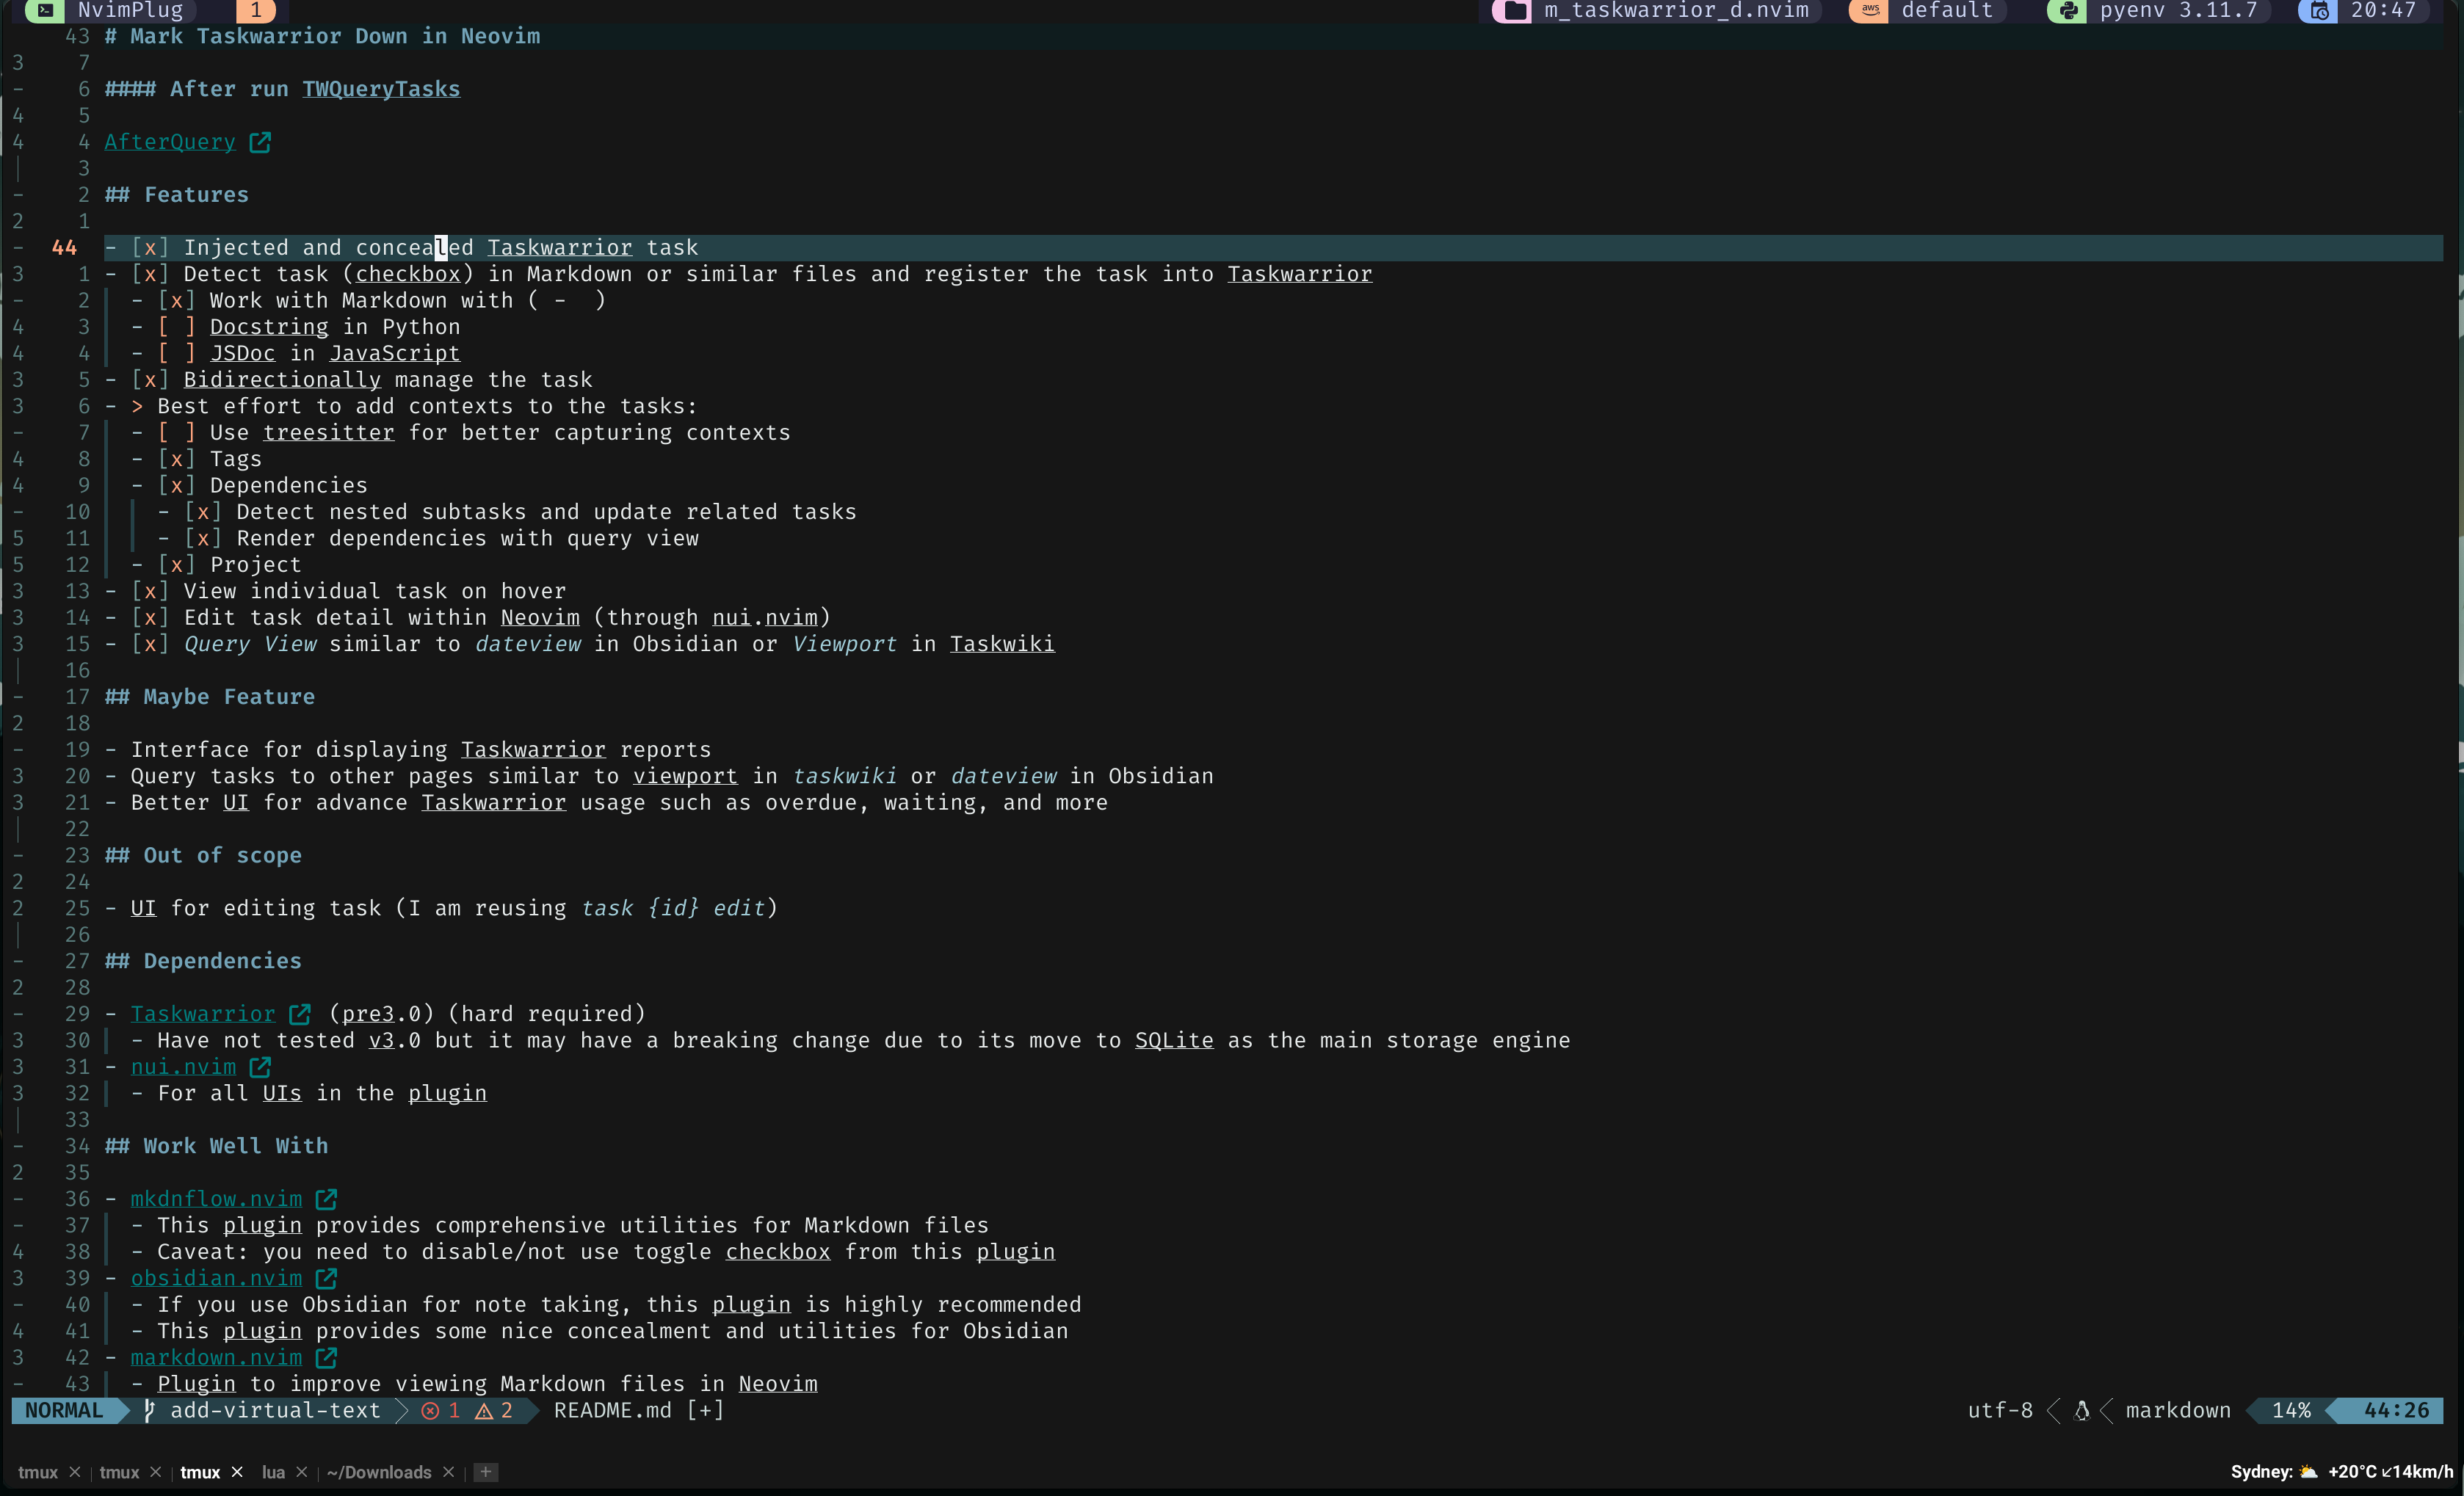 NvimPlug 1 m_taskwarrior_d.nvim aws default pyenv 3.11.7 20:47
43 # Mark Taskwarrior Down in Neovim
3 7
- 6 #### After run TWQueryTasks
4 5
4 4 AfterQuery
│ 3
- 2 ## Features
2 1
- 44 - [x] Injected and concealed Taskwarrior task
3 1 - [x] Detect task (checkbox) in Markdown or similar files and register the task into Taskwarrior
- 2 - [x] Work with Markdown with ( -  )
4 3 - [ ] Docstring in Python
4 4 - [ ] JSDoc in JavaScript
3 5 - [x] Bidirectionally manage the task
3 6 - > Best effort to add contexts to the tasks:
- 7 - [ ] Use treesitter for better capturing contexts
4 8 - [x] Tags
4 9 - [x] Dependencies
- 10 - [x] Detect nested subtasks and update related tasks
5 11 - [x] Render dependencies with query view
5 12 - [x] Project
3 13 - [x] View individual task on hover
3 14 - [x] Edit task detail within Neovim (through nui.nvim)
3 15 - [x] Query View similar to dateview in Obsidian or Viewport in Taskwiki
│ 16
- 17 ## Maybe Feature
2 18
- 19 - Interface for displaying Taskwarrior reports
3 20 - Query tasks to other pages similar to viewport in taskwiki or dateview in Obsidian
3 21 - Better UI for advance Taskwarrior usage such as overdue, waiting, and more
│ 22
- 23 ## Out of scope
2 24
2 25 - UI for editing task (I am reusing task {id} edit)
│ 26
- 27 ## Dependencies
2 28
- 29 - Taskwarrior (pre3.0) (hard required)
3 30 - Have not tested v3.0 but it may have a breaking change due to its move to SQLite as the main storage engine
3 31 - nui.nvim
3 32 - For all UIs in the plugin
│ 33
- 34 ## Work Well With
2 35
- 36 - mkdnflow.nvim
- 37 - This plugin provides comprehensive utilities for Markdown files
4 38 - Caveat: you need to disable/not use toggle checkbox from this plugin
3 39 - obsidian.nvim
- 40 - If you use Obsidian for note taking, this plugin is highly recommended
4 41 - This plugin provides some nice concealment and utilities for Obsidian
3 42 - markdown.nvim
- 43 - Plugin to improve viewing Markdown files in Neovim
NORMAL add-virtual-text 1 2 README.md [+] utf-8 markdown 14% 44:26
tmux × | tmux × | tmux × lua × | ~/Downloads × | + Sydney: ⛅ +20°C ↙14km/h